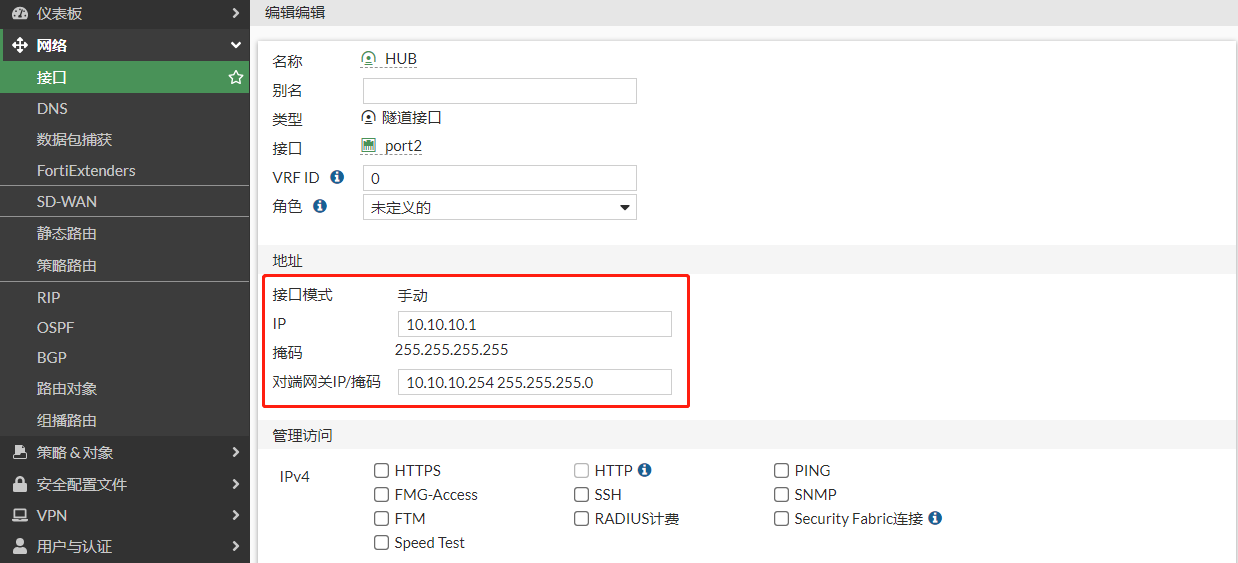 仪表板
网络
接口
DNS
数据包捕获
FortiExtenders
SD-WAN
静态路由
策略路由
RIP
OSPF
BGP
路由对象
组播路由
策略 & 对象
安全配置文件
VPN
用户与认证
编辑编辑
名称 HUB
别名
类型 隧道接口
接口 port2
VRF ID 0
角色 未定义的
地址
接口模式 手动
IP 10.10.10.1
掩码 255.255.255.255
对端网关IP/掩码 10.10.10.254 255.255.255.0
管理访问
IPv4 HTTPS HTTP PING
FMG-Access SSH SNMP
FTM RADIUS计费 Security Fabric连接
Speed Test